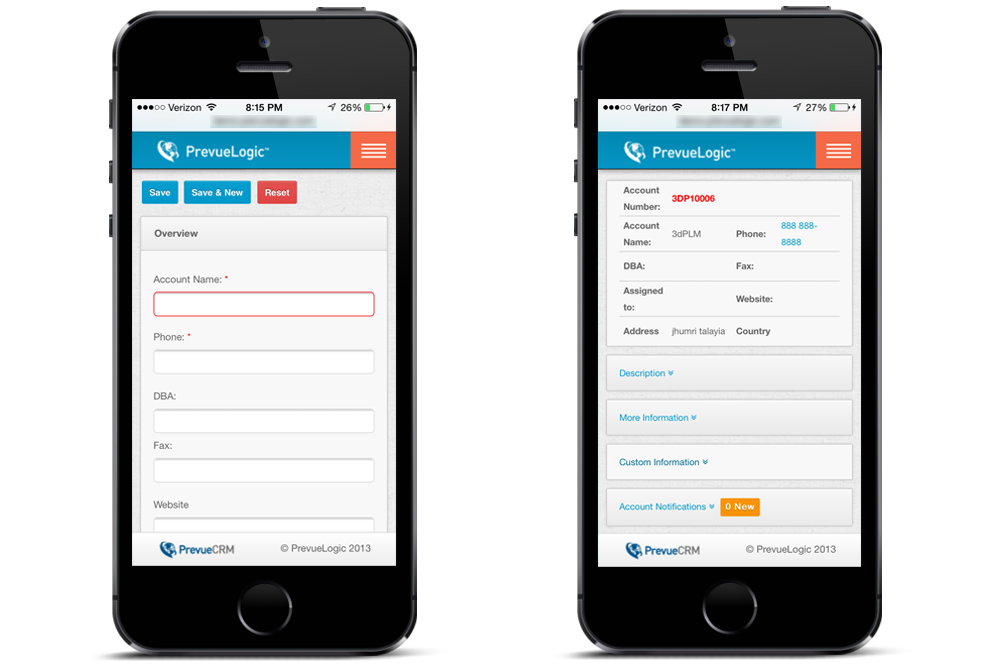 Verizon 8:15 PM 26%
PrevueLogic™
Save Save & New Reset
Overview
Account Name: *
Phone: *
DBA:
Fax:
Website
PrevueCRM © PrevueLogic 2013
Verizon 8:17 PM 27%
PrevueLogic™
Account
Number:
3DP10006
Account
Name:
3dPLM
Phone:
888 888-
8888
DBA: Fax:
Assigned
to:
Website:
Address jhumri talayia Country
Description
More Information
Custom Information
Account Notifications 0 New
PrevueCRM © PrevueLogic 2013